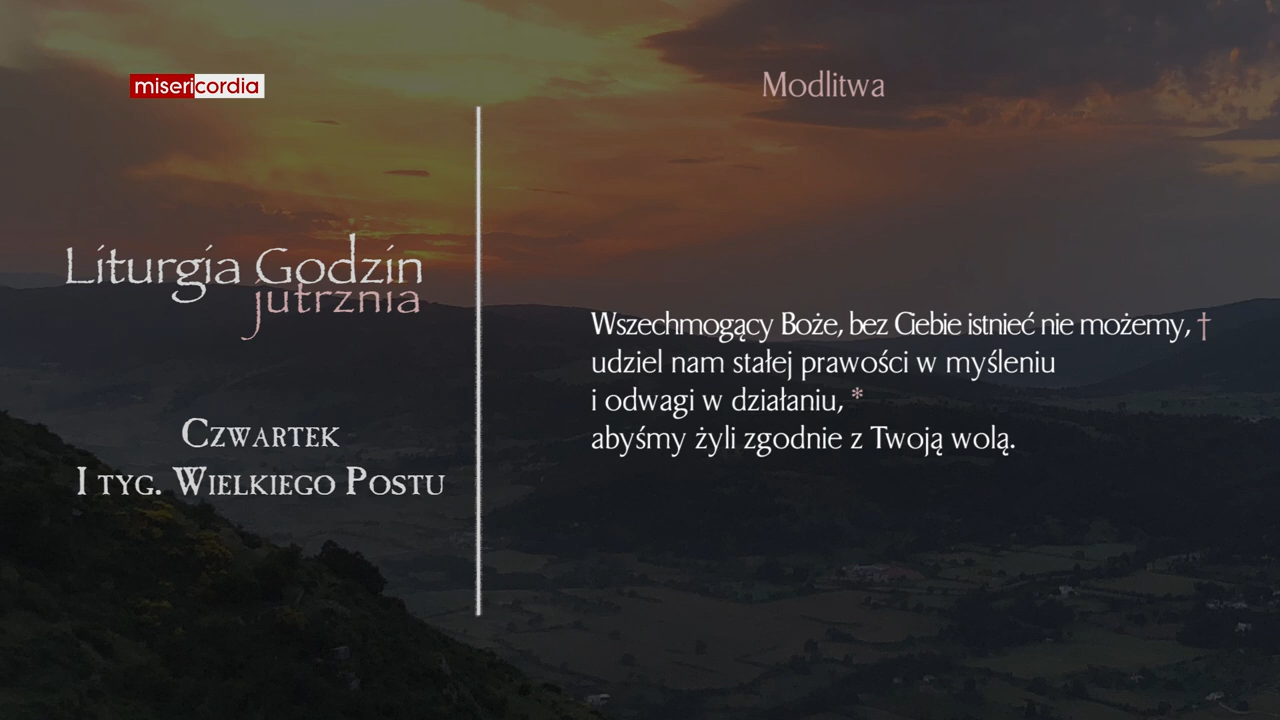 misericordia
Liturgia Godzin
jutrznia
Czwartek
I tyg. Wielkiego Postu
Modlitwa
Wszechmogący Boże, bez Ciebie istnieć nie możemy, †
udziel nam stałej prawości w myśleniu
i odwagi w działaniu, *
abyśmy żyli zgodnie z Twoją wolą.